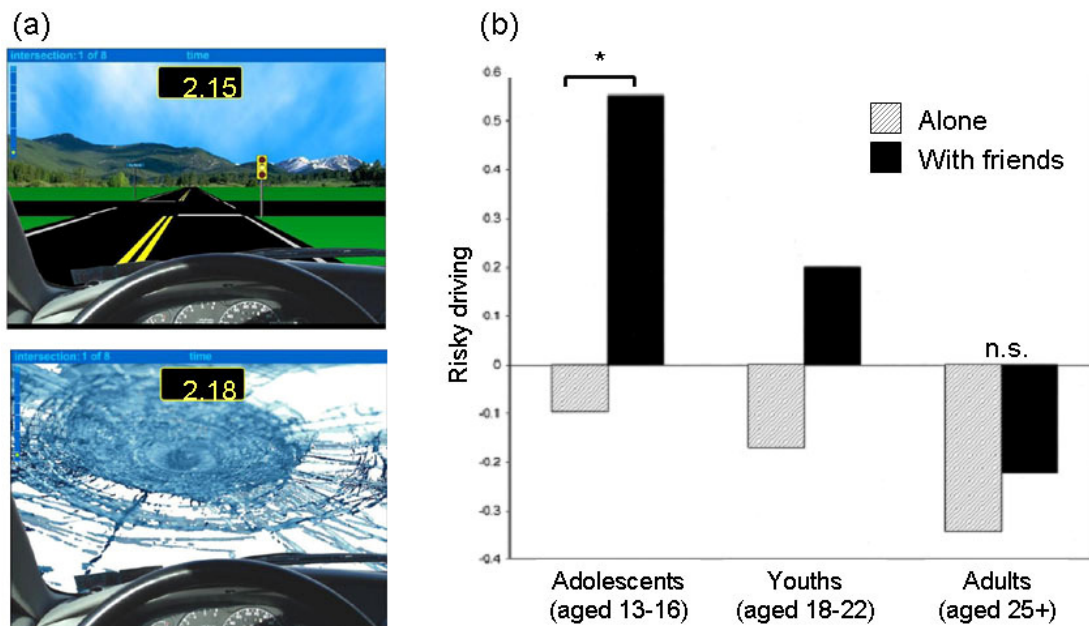 (a)
intersection: 1 of 8 time
2.15
intersection: 1 of 8 time
2.18
(b)
*
Alone
With friends
Risky driving
0.6
0.5
0.4
0.3
0.2
0.1
0
-0.1
-0.2
-0.3
-0.4
n.s.
Adolescents Youths Adults
(aged 13-16) (aged 18-22) (aged 25+)